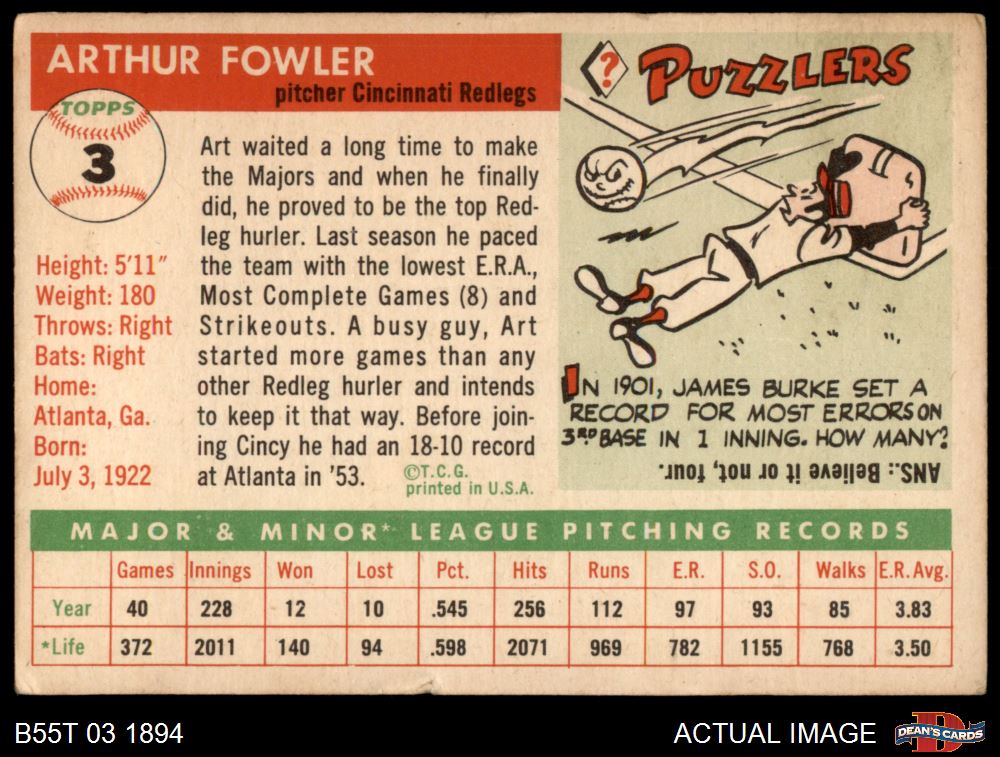 ARTHUR FOWLER
pitcher Cincinnati Redlegs
TOPPS
3
Height: 5'11"
Weight: 180
Throws: Right
Bats: Right
Home:
Atlanta, Ga.
Born:
July 3, 1922
Art waited a long time to make
the Majors and when he finally
did, he proved to be the top Red-
leg hurler. Last season he paced
the team with the lowest E.R.A.,
Most Complete Games (8) and
Strikeouts. A busy guy, Art
started more games than any
other Redleg hurler and intends
to keep it that way. Before join-
ing Cincy he had an 18-10 record
at Atlanta in '53.
©T.C.G.
printed in U.S.A.
? PUZZLERS
IN 1901, JAMES BURKE SET A
RECORD FOR MOST ERRORS ON
3RD BASE IN 1 INNING. HOW MANY?
ANS.: Believe it or not, four.
MAJOR & MINOR* LEAGUE PITCHING RECORDS
Games Innings Won Lost Pct. Hits Runs E.R. S.O. Walks E.R.Avg.
Year 40 228 12 10 .545 256 112 97 93 85 3.83
*Life 372 2011 140 94 .598 2071 969 782 1155 768 3.50
B55T 03 1894
ACTUAL IMAGE
D
DEAN'S CARDS